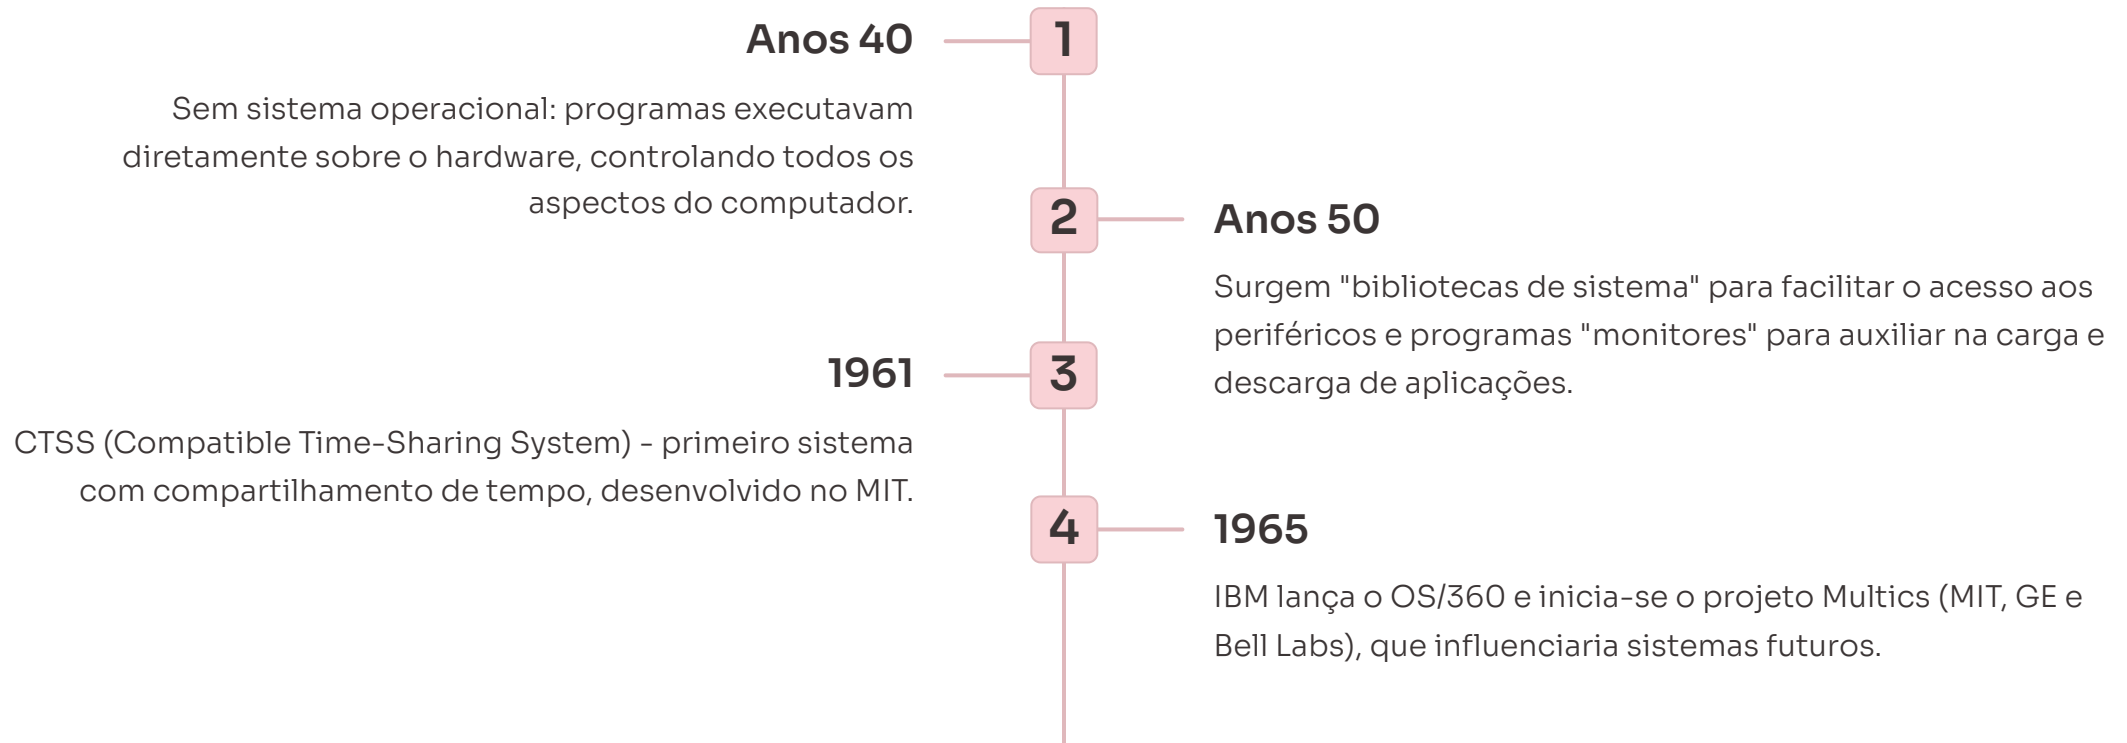 Anos 40
1
Sem sistema operacional: programas executavam
diretamente sobre o hardware, controlando todos os
aspectos do computador.
2
Anos 50
Surgem "bibliotecas de sistema" para facilitar o acesso aos
periféricos e programas "monitores" para auxiliar na carga e
descarga de aplicações.
1961
3
CTSS (Compatible Time-Sharing System) - primeiro sistema
com compartilhamento de tempo, desenvolvido no MIT.
4
1965
IBM lança o OS/360 e inicia-se o projeto Multics (MIT, GE e
Bell Labs), que influenciaria sistemas futuros.